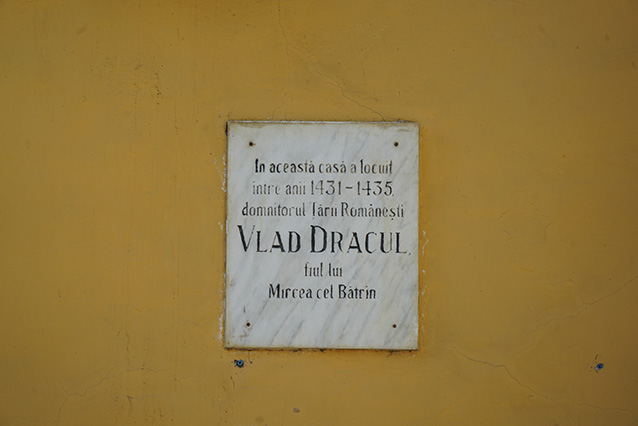 In această casă a locuit
între anii 1431-1435,
domnitorul Țării Românești
VLAD DRACUL,
fiul lui
Mircea cel Bătrîn